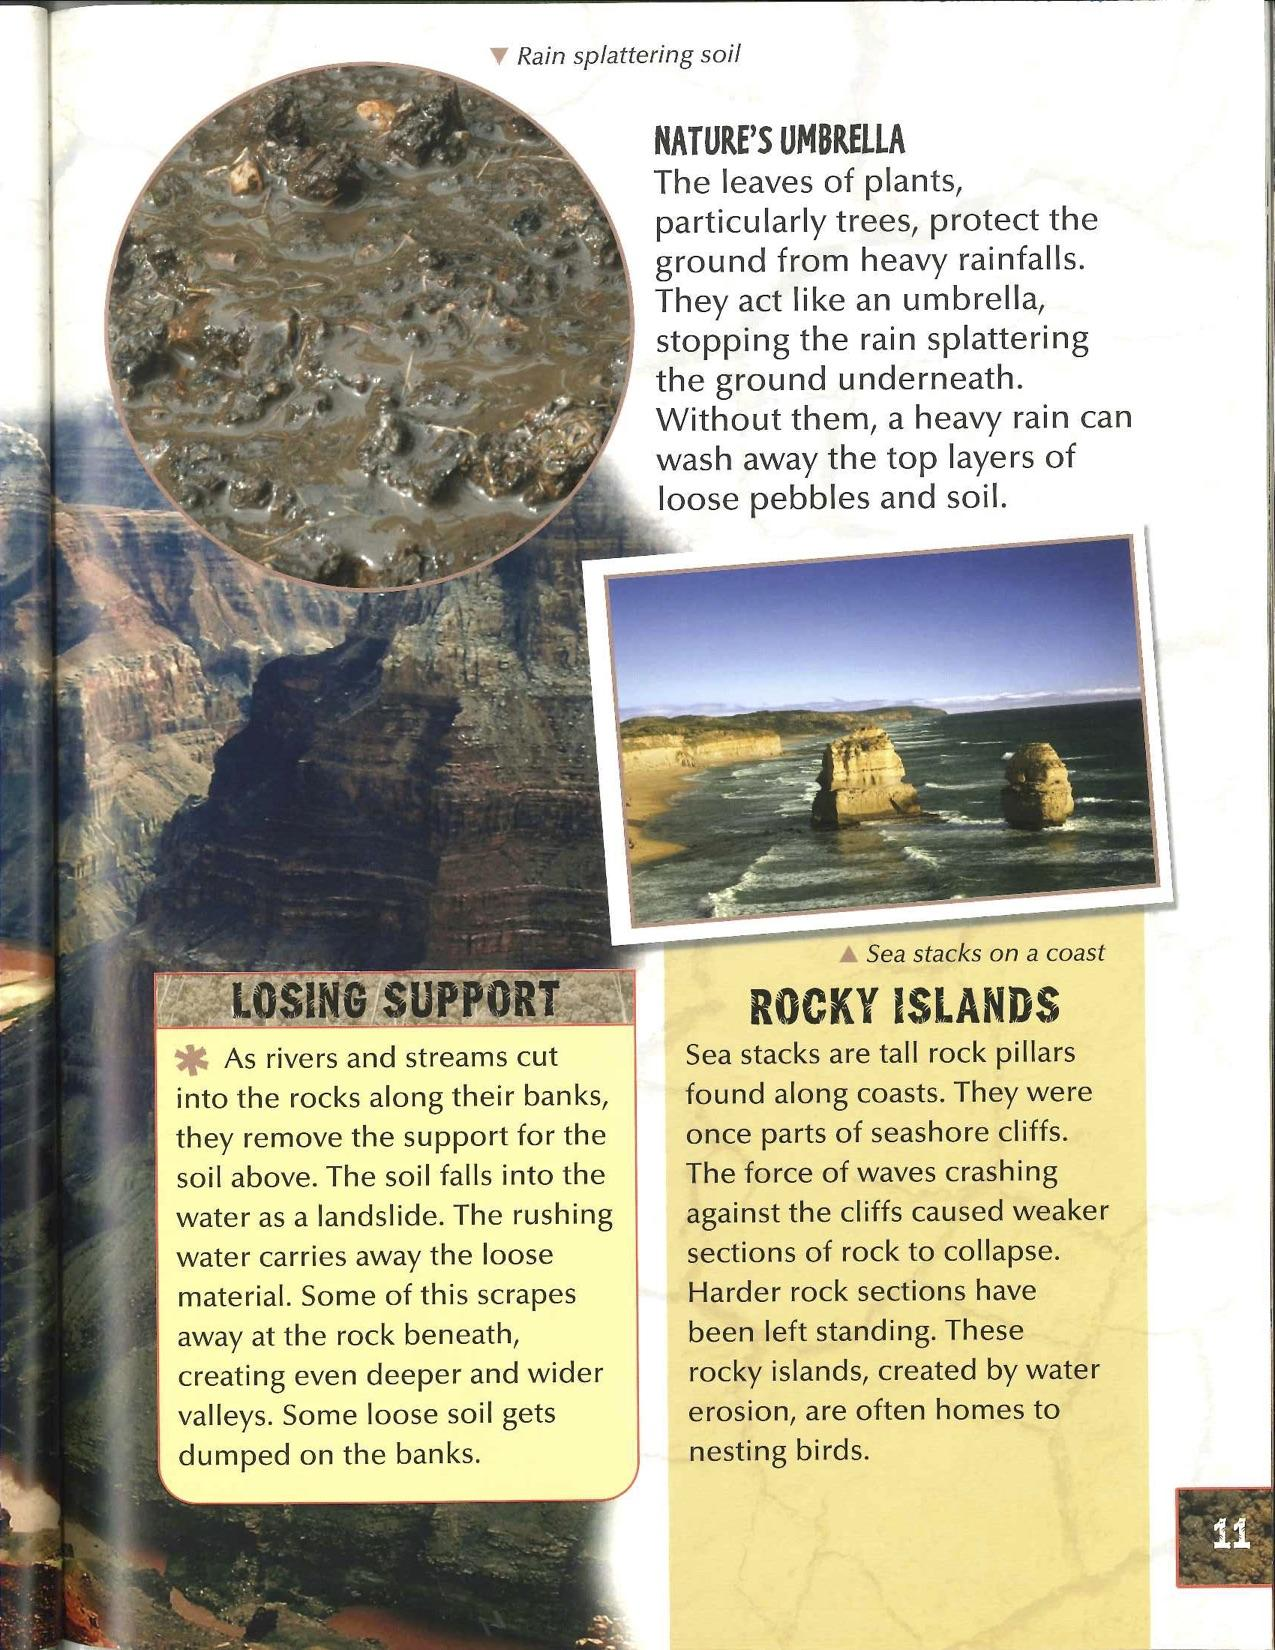 Rain splattering soil
NATURE'S UMBRELLA
The leaves of plants,
particularly trees, protect the
ground from heavy rainfalls.
They act like an umbrella,
stopping the rain splattering
the ground underneath.
Without them, a heavy rain can
wash away the top layers of
loose pebbles and soil.
Sea stacks on a coast
LOSING SUPPORT
As rivers and streams cut
into the rocks along their banks,
they remove the support for the
soil above. The soil falls into the
water as a landslide. The rushing
water carries away the loose
material. Some of this scrapes
away at the rock beneath,
creating even deeper and wider
valleys. Some loose soil gets
dumped on the banks.
ROCKY ISLANDS
Sea stacks are tall rock pillars
found along coasts. They were
once parts of seashore cliffs.
The force of waves crashing
against the cliffs caused weaker
sections of rock to collapse.
Harder rock sections have
been left standing. These
rocky islands, created by water
erosion, are often homes to
nesting birds.
11